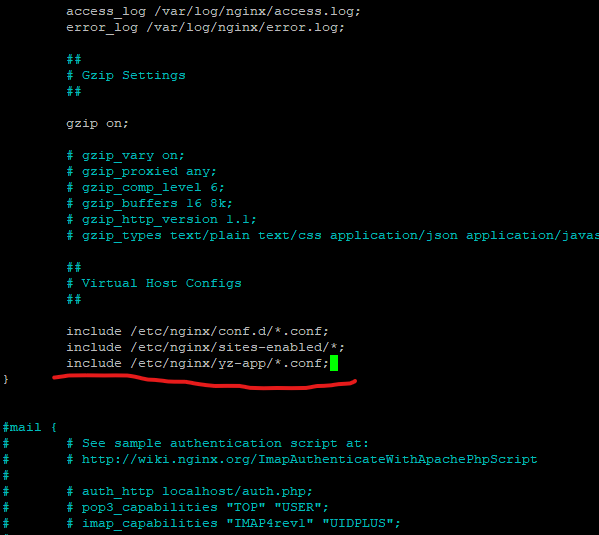 access_log /var/log/nginx/access.log;
error_log /var/log/nginx/error.log;
##
# Gzip Settings
##
gzip on;
# gzip_vary on;
# gzip_proxied any;
# gzip_comp_level 6;
# gzip_buffers 16 8k;
# gzip_http_version 1.1;
# gzip_types text/plain text/css application/json application/javas
##
# Virtual Host Configs
##
include /etc/nginx/conf.d/*.conf;
include /etc/nginx/sites-enabled/*;
include /etc/nginx/yz-app/*.conf;
}
#mail {
# # See sample authentication script at:
# # http://wiki.nginx.org/ImapAuthenticateWithApachePhpScript
#
# # auth_http localhost/auth.php;
# # pop3_capabilities "TOP" "USER";
# # imap_capabilities "IMAP4rev1" "UIDPLUS";